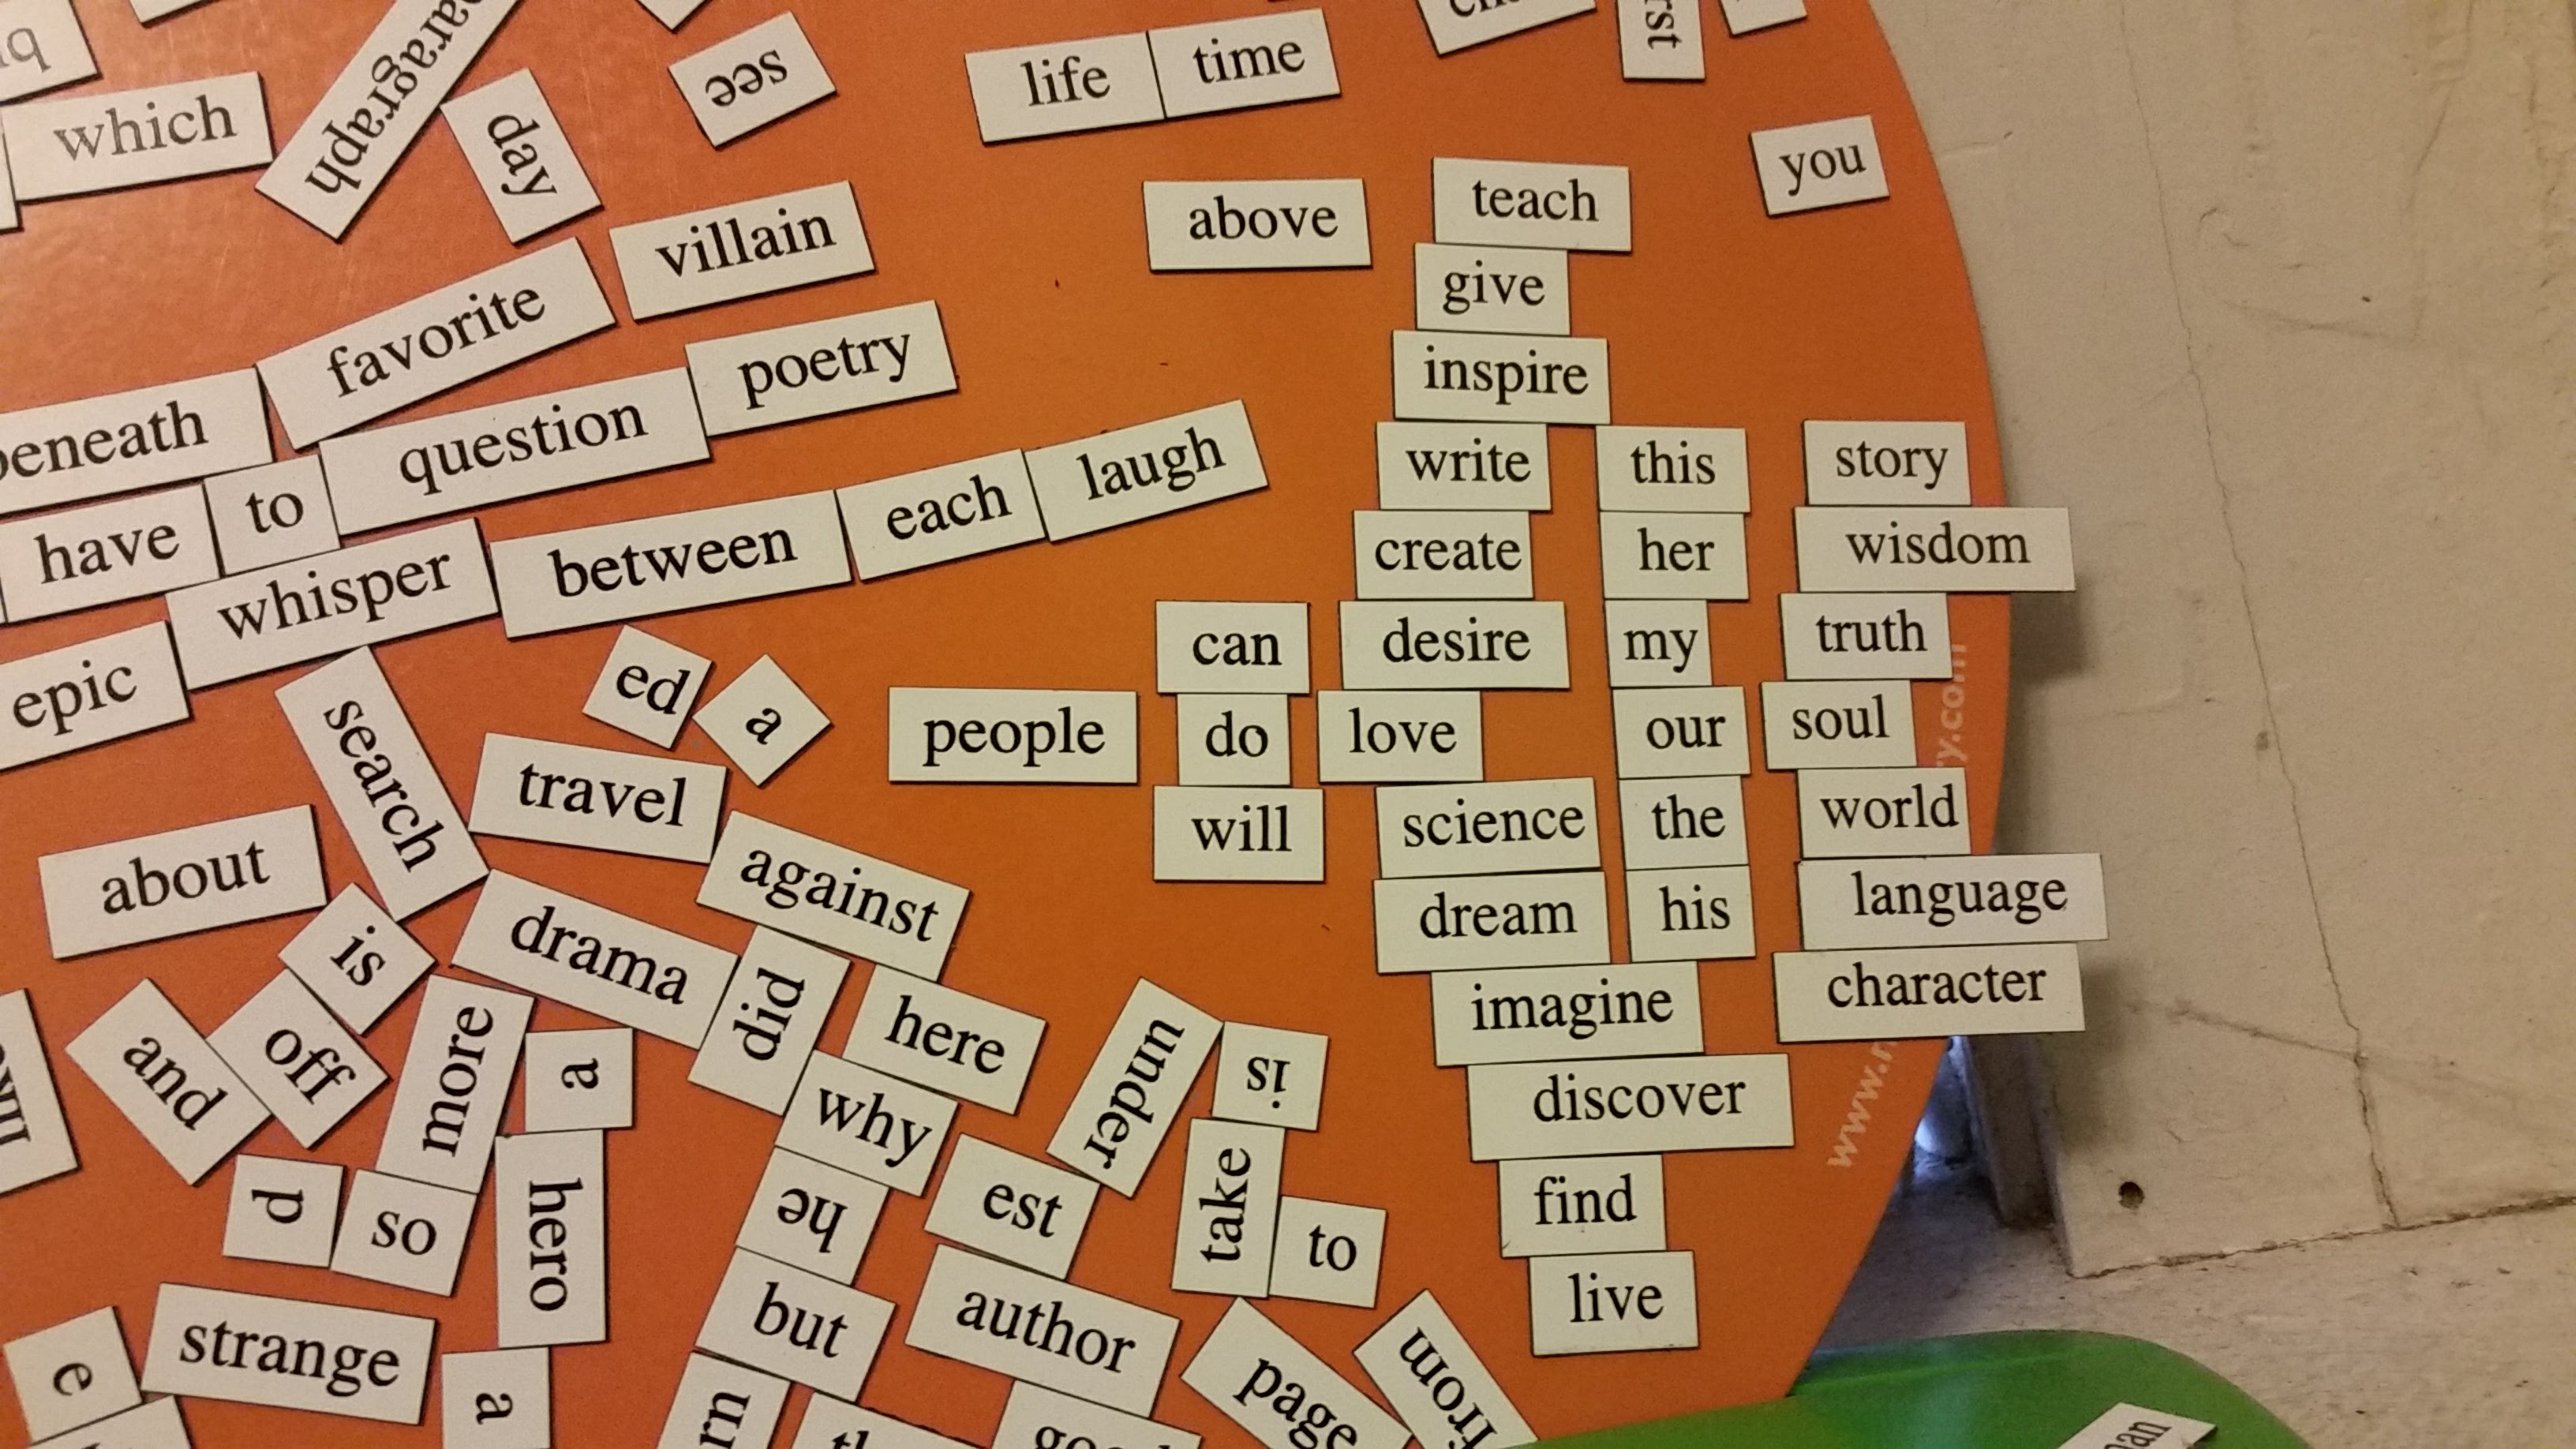 which
paragraph
day
see
life time
you
above
teach
give
inspire
villain
favorite
beneath
have to question poetry
epic whisper between each laugh
write this story
create her wisdom
can desire my truth
people do love our soul
will science the world
dream his language
imagine character
discover
find
live
search
ed
a
travel
about
against
is
drama
did
here
and
off
more
a
why
under
is
take
to
he
est
d
so
hero
but
author
strange
e
a
page
from